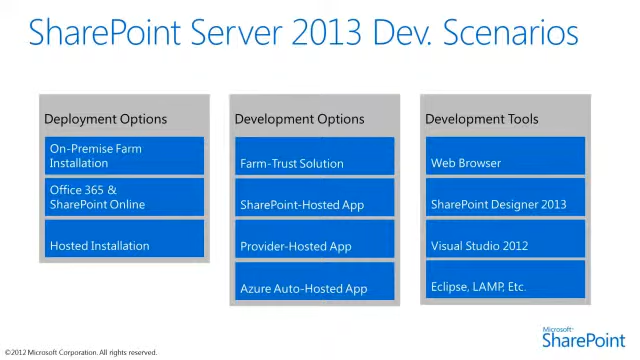 SharePoint Server 2013 Dev. Scenarios
Deployment Options
On-Premise Farm
Installation
Office 365 &
SharePoint Online
Hosted Installation
Development Options
Farm-Trust Solution
SharePoint-Hosted App
Provider-Hosted App
Azure Auto-Hosted App
Development Tools
Web Browser
SharePoint Designer 2013
Visual Studio 2012
Eclipse, LAMP, Etc.
©2012 Microsoft Corporation. All rights reserved.
Microsoft®
SharePoint